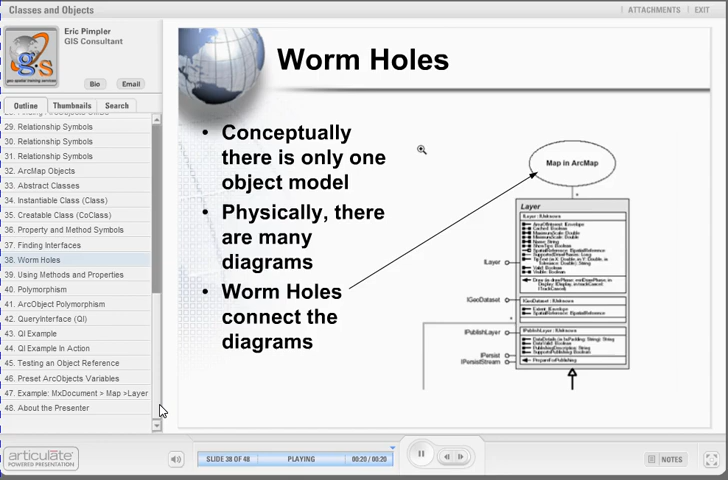 Classes and Objects
ATTACHMENTS
EXIT
Eric Pimpler
GIS Consultant
Bio
Email
Outline
Thumbnails
Search
29. Relationship Symbols
30. Relationship Symbols
31. Relationship Symbols
32. ArcMap Objects
33. Abstract Classes
34. Instantiable Class (Class)
35. Creatable Class (CoClass)
36. Property and Method Symbols
37. Finding Interfaces
38. Worm Holes
39. Using Methods and Properties
40. Polymorphism
41. ArcObject Polymorphism
42. QueryInterface (QI)
43. QI Example
44. QI Example In Action
45. Testing an Object Reference
46. Preset ArcObjects Variables
47. Example: MxDocument > Map >Layer
48. About the Presenter
Worm Holes
• Conceptually
there is only one
object model
• Physically, there
are many
diagrams
• Worm Holes
connect the
diagrams
Map in ArcMap
Layer
ILayer : IUnknown
ILayer
IGeoDataset
IGeoDataset : IUnknown
IPublishLayer
IPublishLayer : IUnknown
IPersist
IPersistStream
articulate
POWERED PRESENTATION
SLIDE 38 OF 48
PLAYING
00:20 / 00:20
NOTES